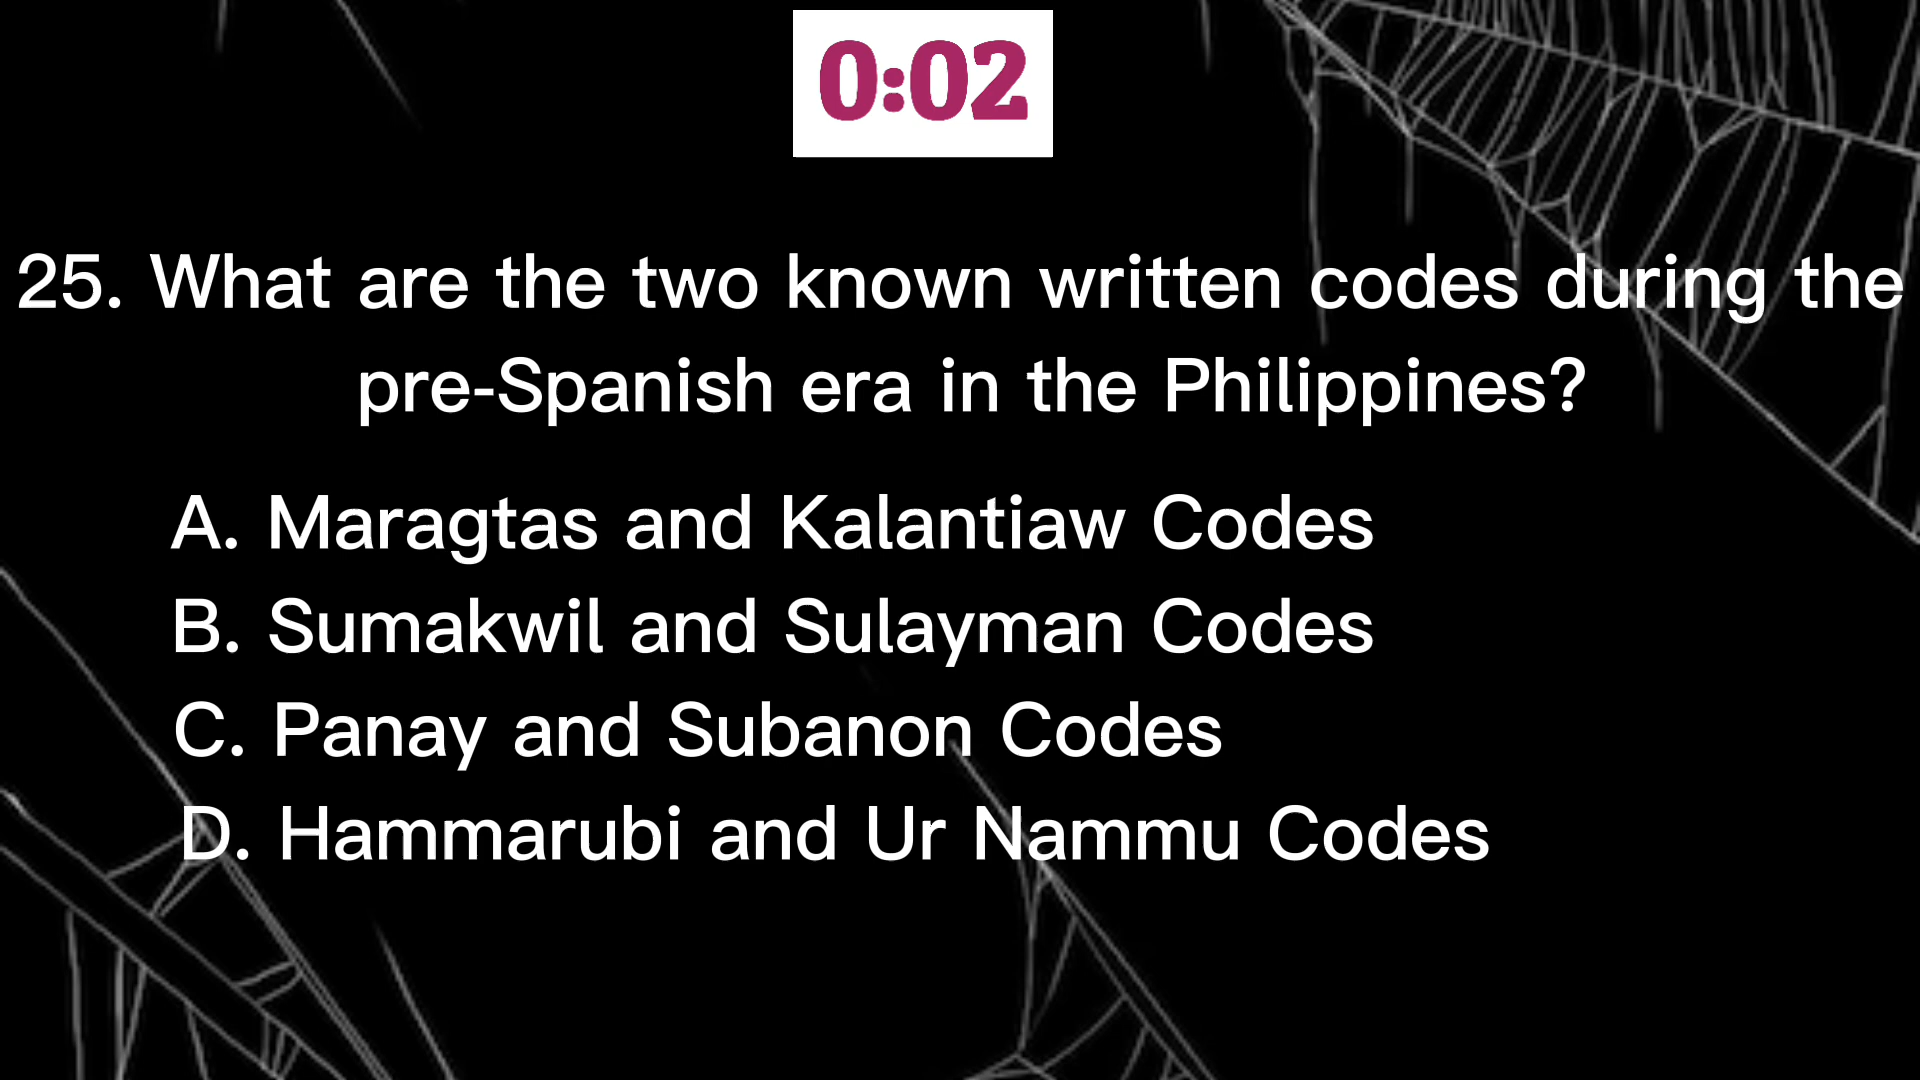 0:02
25. What are the two known written codes during the
pre-Spanish era in the Philippines?
A. Maragtas and Kalantiaw Codes
B. Sumakwil and Sulayman Codes
C. Panay and Subanon Codes
D. Hammarubi and Ur Nammu Codes